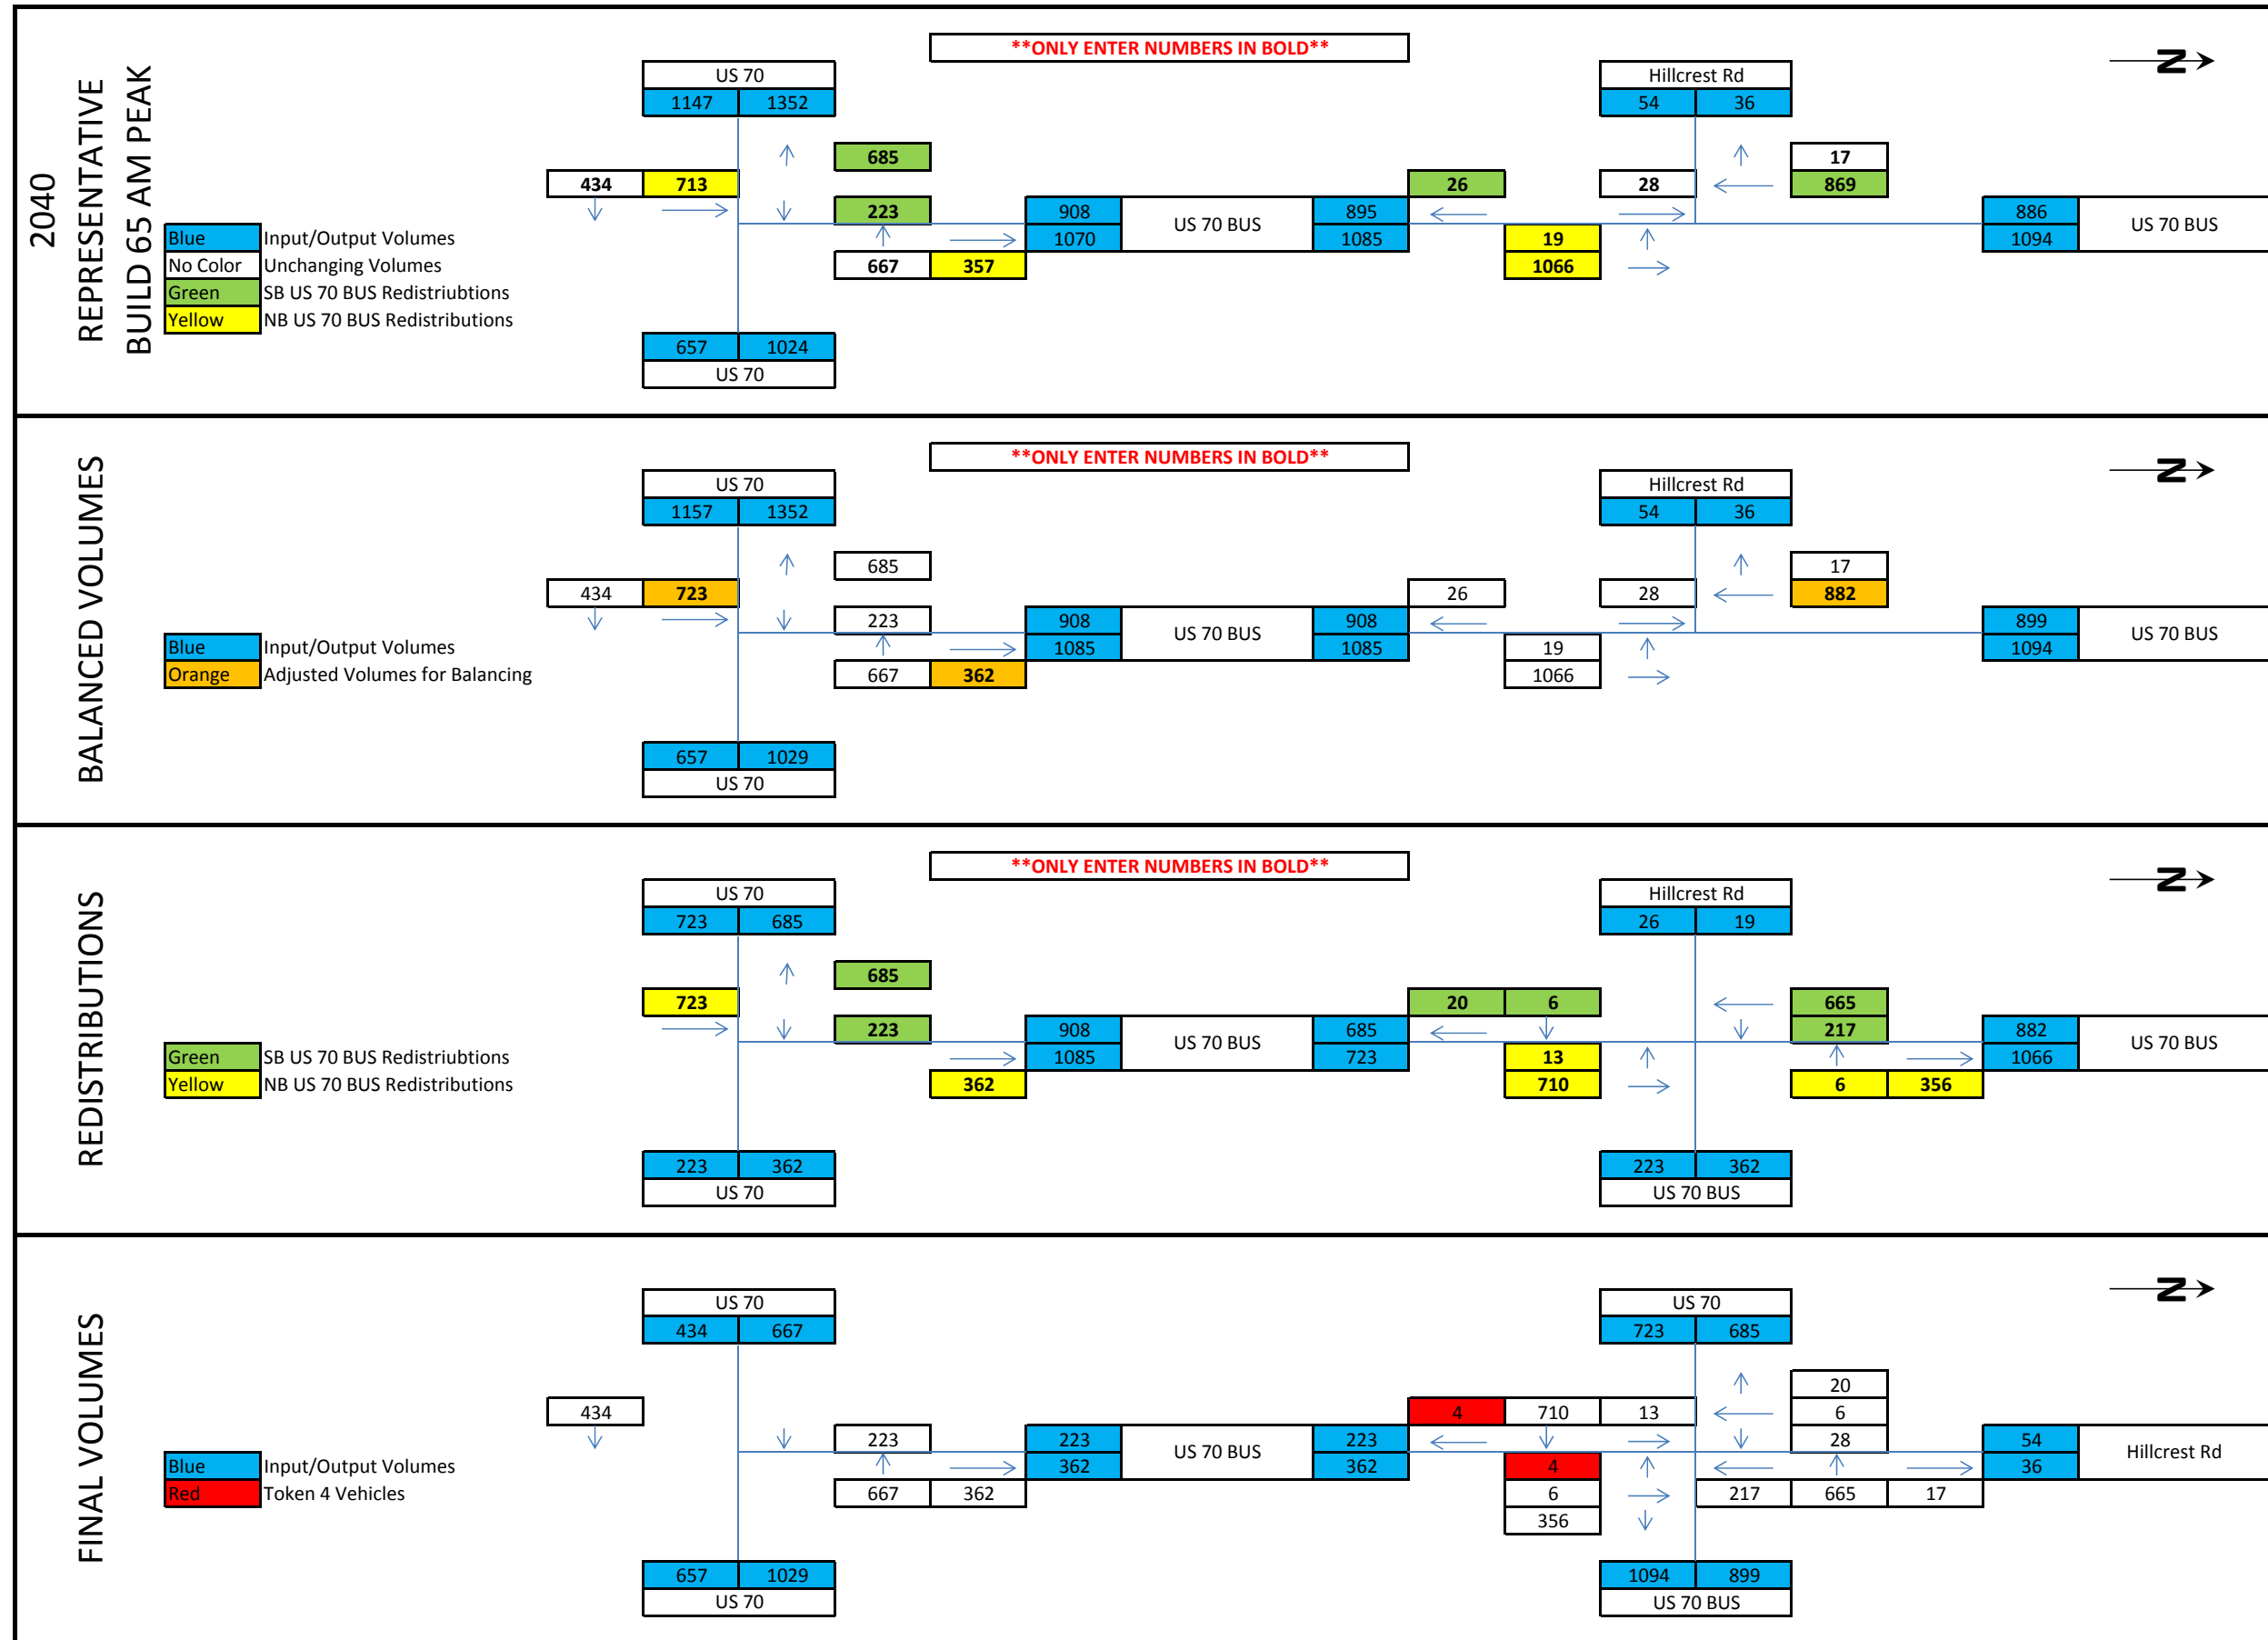 2040
REPRESENTATIVE
BUILD 65 AM PEAK
**ONLY ENTER NUMBERS IN BOLD**
N
US 70
Hillcrest Rd
1147 1352
54 36
685
17
434 713
26 28 869
223 908 US 70 BUS 895
886 US 70 BUS
Blue Input/Output Volumes
1070 1085 19 1094
No Color Unchanging Volumes
667 357 1066
Green SB US 70 BUS Redistriubtions
Yellow NB US 70 BUS Redistributions
657 1024
US 70
BALANCED VOLUMES
**ONLY ENTER NUMBERS IN BOLD**
N
US 70
Hillcrest Rd
1157 1352
54 36
685
17
434 723
26 28 882
223 908 US 70 BUS 908
899 US 70 BUS
Blue Input/Output Volumes
1085 1085 19 1094
Orange Adjusted Volumes for Balancing
667 362 1066
657 1029
US 70
REDISTRIBUTIONS
**ONLY ENTER NUMBERS IN BOLD**
N
US 70
Hillcrest Rd
723 685
26 19
685
723
20 6 665
223 908 US 70 BUS 685
217 882 US 70 BUS
Green SB US 70 BUS Redistriubtions
1085 723 13 1066
Yellow NB US 70 BUS Redistributions
362 710 6 356
223 362
223 362
US 70
US 70 BUS
FINAL VOLUMES
N
US 70
US 70
434 667
723 685
20
434
4 710 13 6
223 223 US 70 BUS 223
28 54 Hillcrest Rd
Blue Input/Output Volumes
362 362 4 36
Red Token 4 Vehicles
667 362 6 217 665 17
356
657 1029
1094 899
US 70
US 70 BUS